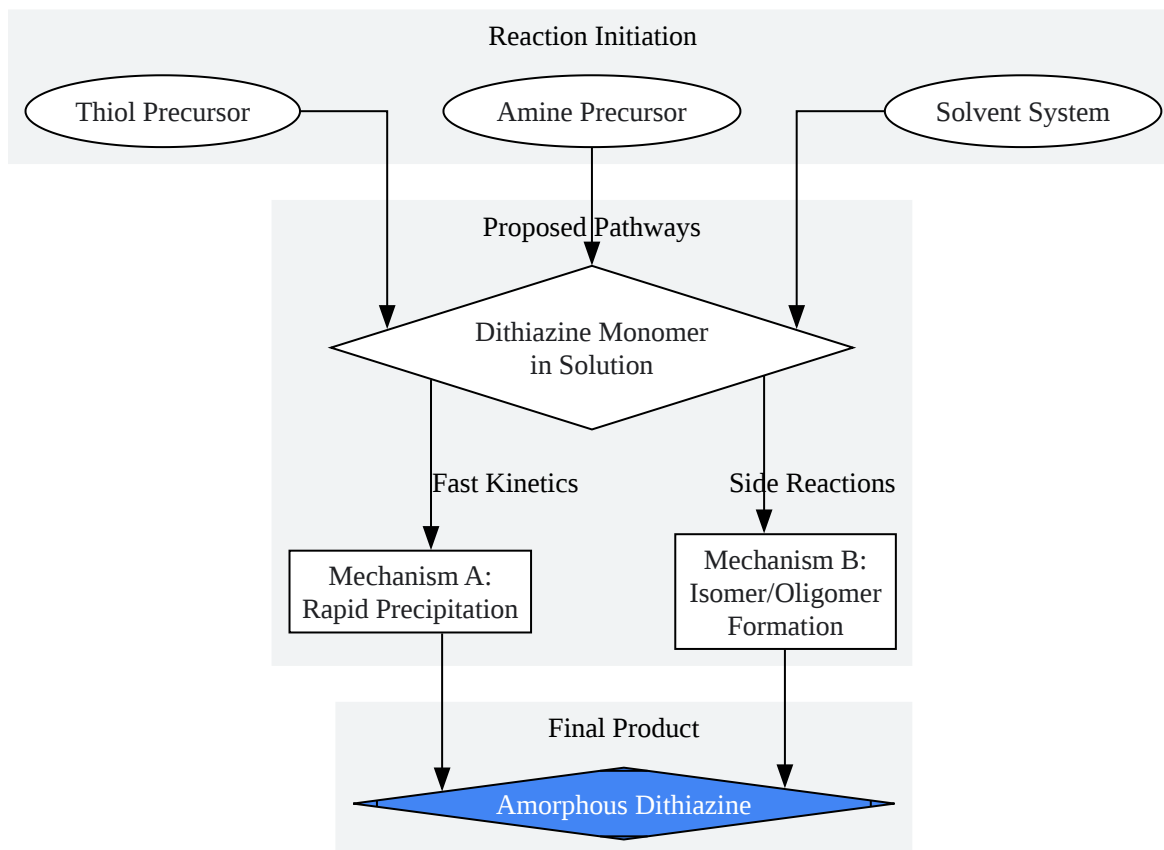 Reaction Initiation
Thiol Precursor
Amine Precursor
Solvent System
Proposed Pathways
Dithiazine Monomer
in Solution
Fast Kinetics
Side Reactions
Mechanism A:
Rapid Precipitation
Mechanism B:
Isomer/Oligomer
Formation
Final Product
Amorphous Dithiazine